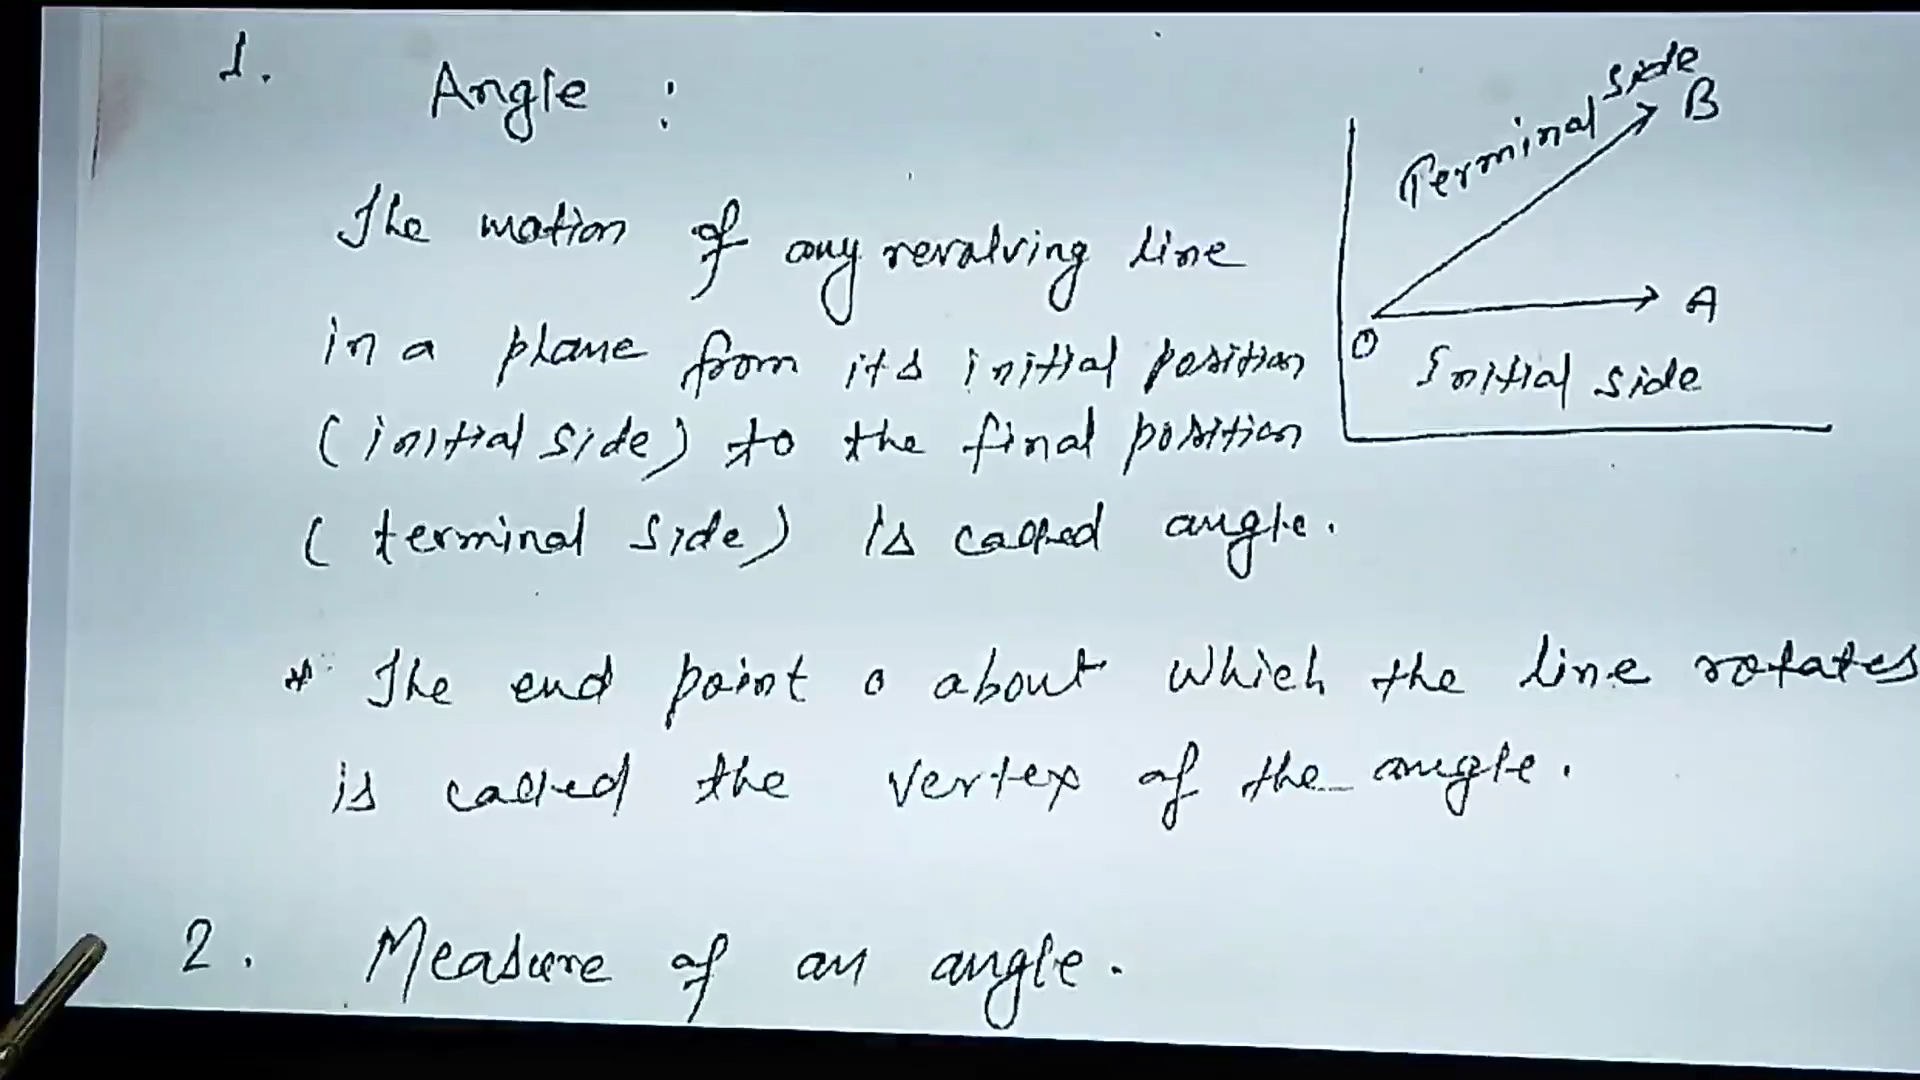 1. Angle :
The motion of any revolving line
in a plane from its initial position
(initial side) to the final position
(terminal side) is called angle.
Terminal side
B
A
O
Initial side
* The end point o about which the line rotates
is called the vertex of the angle.
2. Measure of an angle.